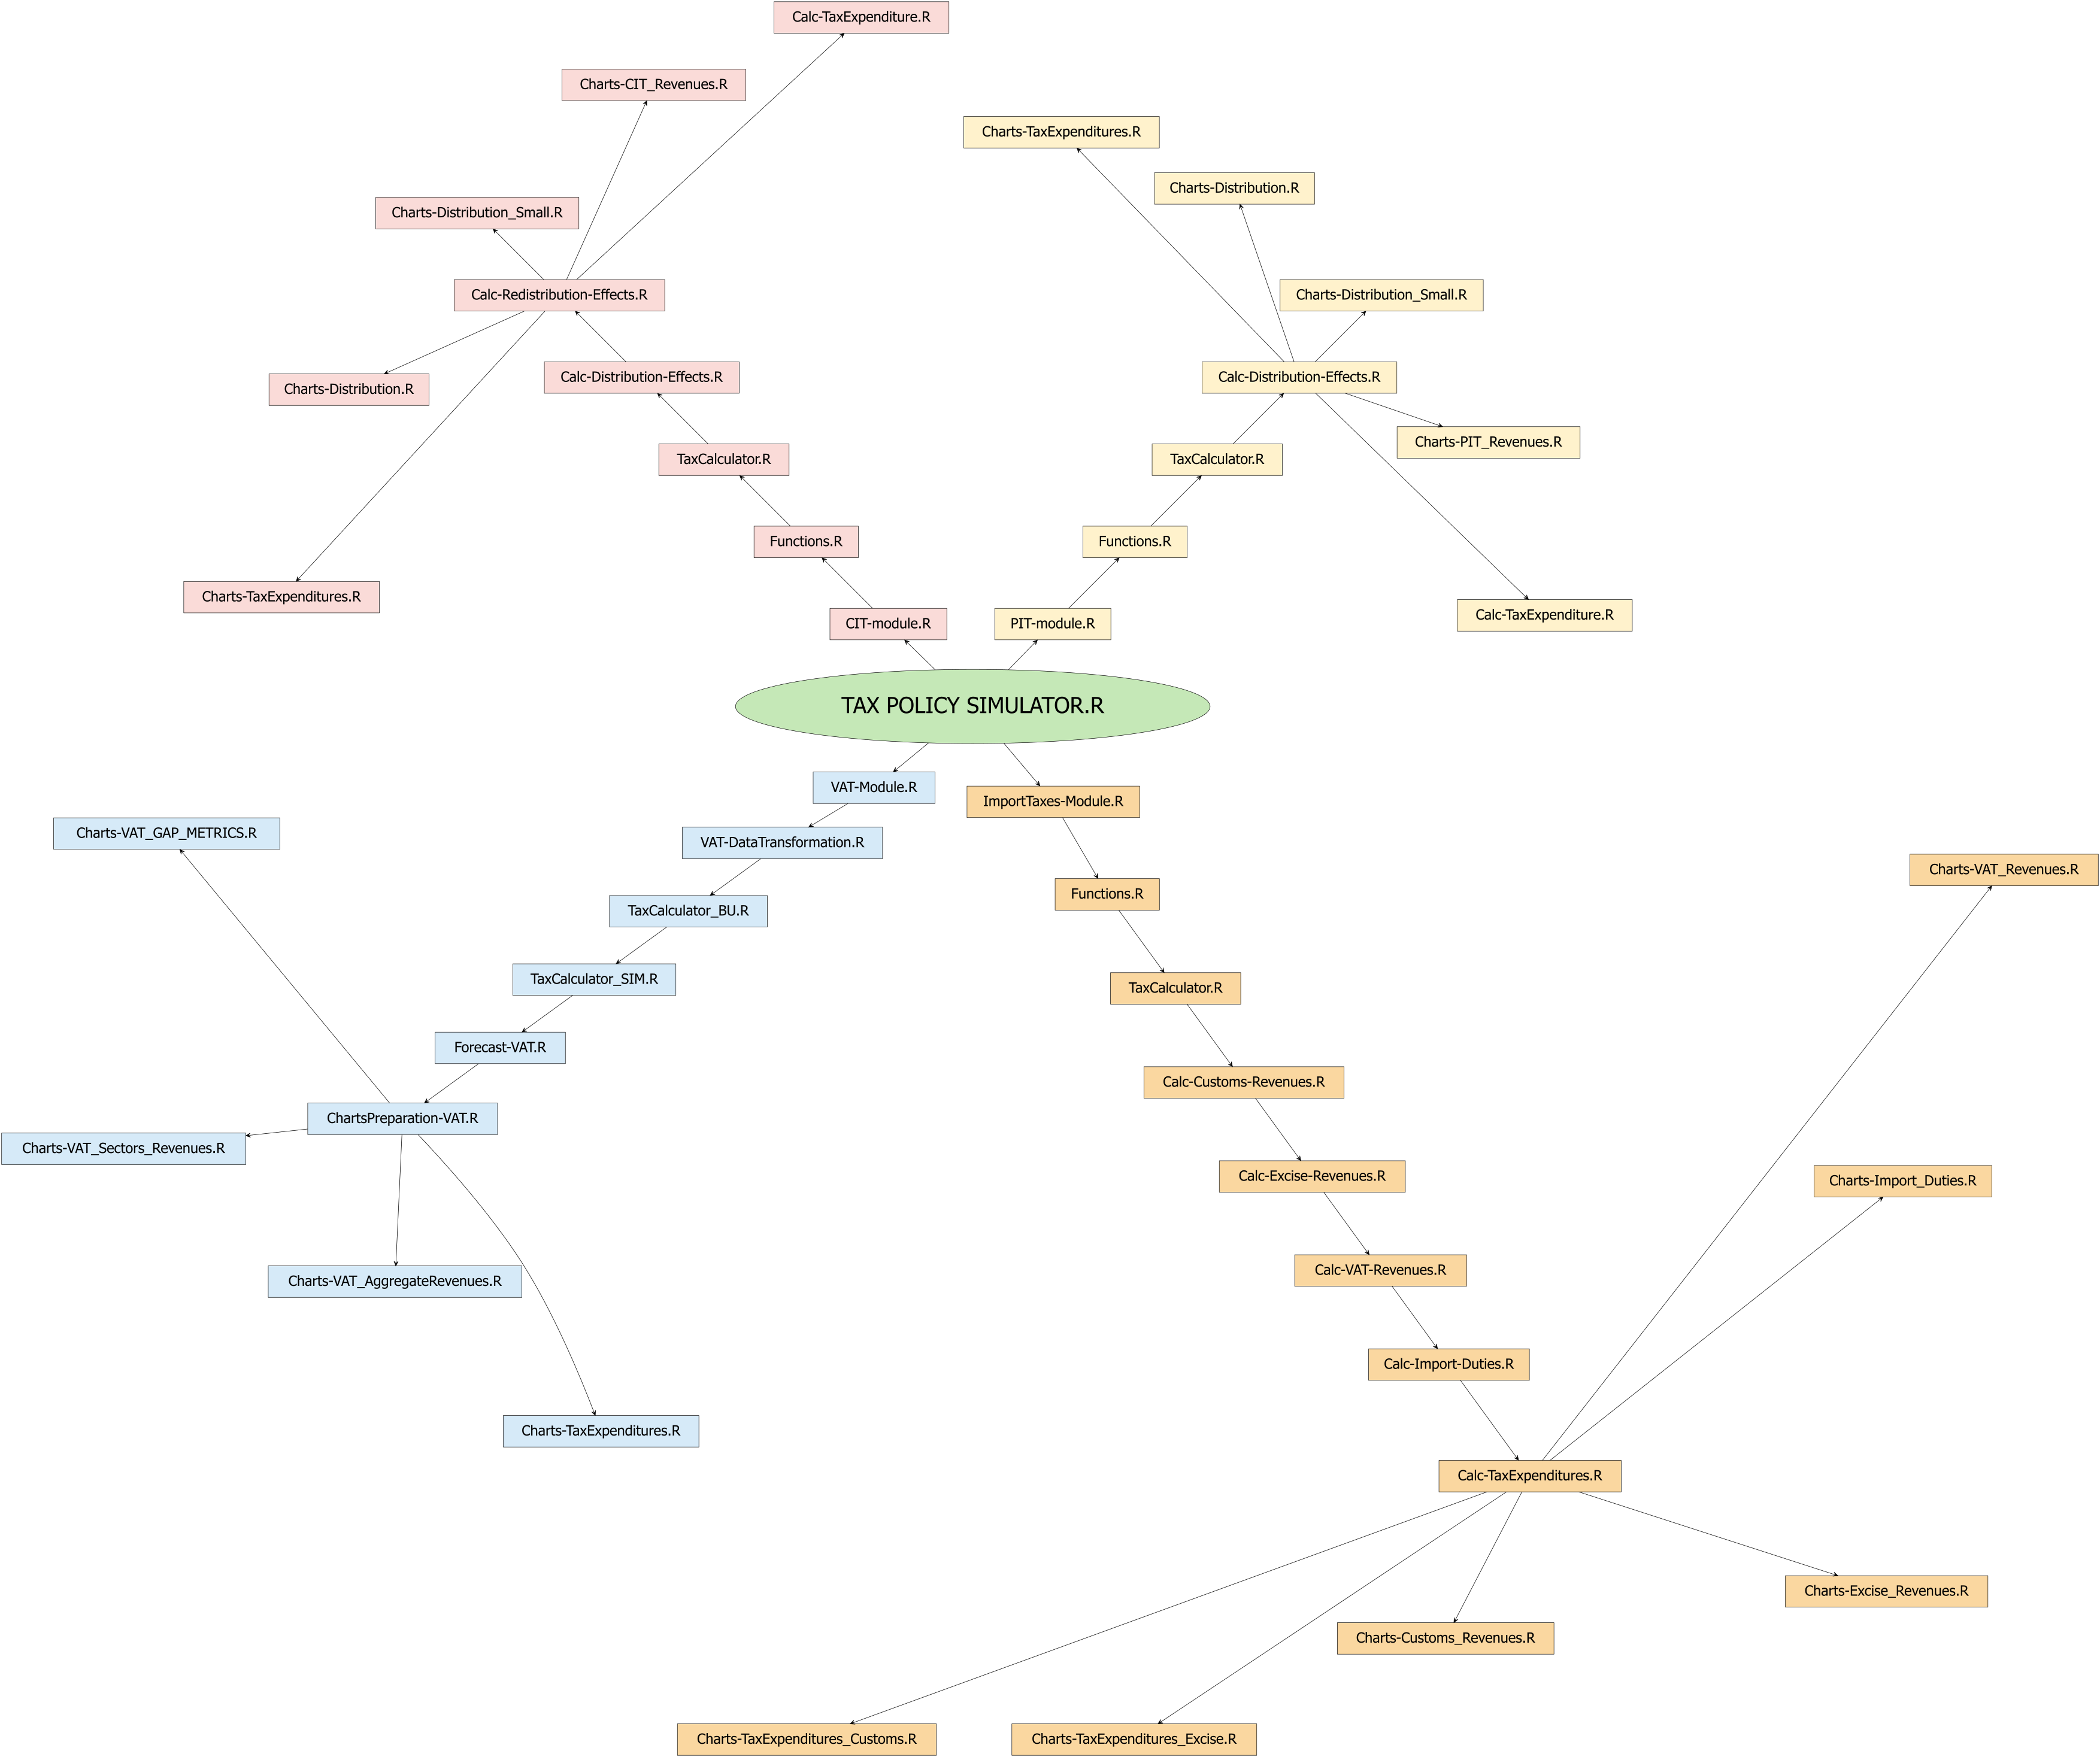 Calc-TaxExpenditure.R
Charts-CIT_Revenues.R
Charts-TaxExpenditures.R
Charts-Distribution.R
Charts-Distribution_Small.R
Calc-Redistribution-Effects.R
Charts-Distribution_Small.R
Calc-Distribution-Effects.R
Calc-Distribution-Effects.R
Charts-Distribution.R
Charts-PIT_Revenues.R
TaxCalculator.R
TaxCalculator.R
Functions.R
Functions.R
Charts-TaxExpenditures.R
Calc-TaxExpenditure.R
CIT-module.R
PIT-module.R
TAX POLICY SIMULATOR.R
VAT-Module.R
ImportTaxes-Module.R
Charts-VAT_GAP_METRICS.R
VAT-DataTransformation.R
Charts-VAT_Revenues.R
Functions.R
TaxCalculator_BU.R
TaxCalculator_SIM.R
TaxCalculator.R
Forecast-VAT.R
Calc-Customs-Revenues.R
ChartsPreparation-VAT.R
Charts-VAT_Sectors_Revenues.R
Calc-Excise-Revenues.R
Charts-Import_Duties.R
Calc-VAT-Revenues.R
Charts-VAT_AggregateRevenues.R
Calc-Import-Duties.R
Charts-TaxExpenditures.R
Calc-TaxExpenditures.R
Charts-Excise_Revenues.R
Charts-Customs_Revenues.R
Charts-TaxExpenditures_Customs.R
Charts-TaxExpenditures_Excise.R